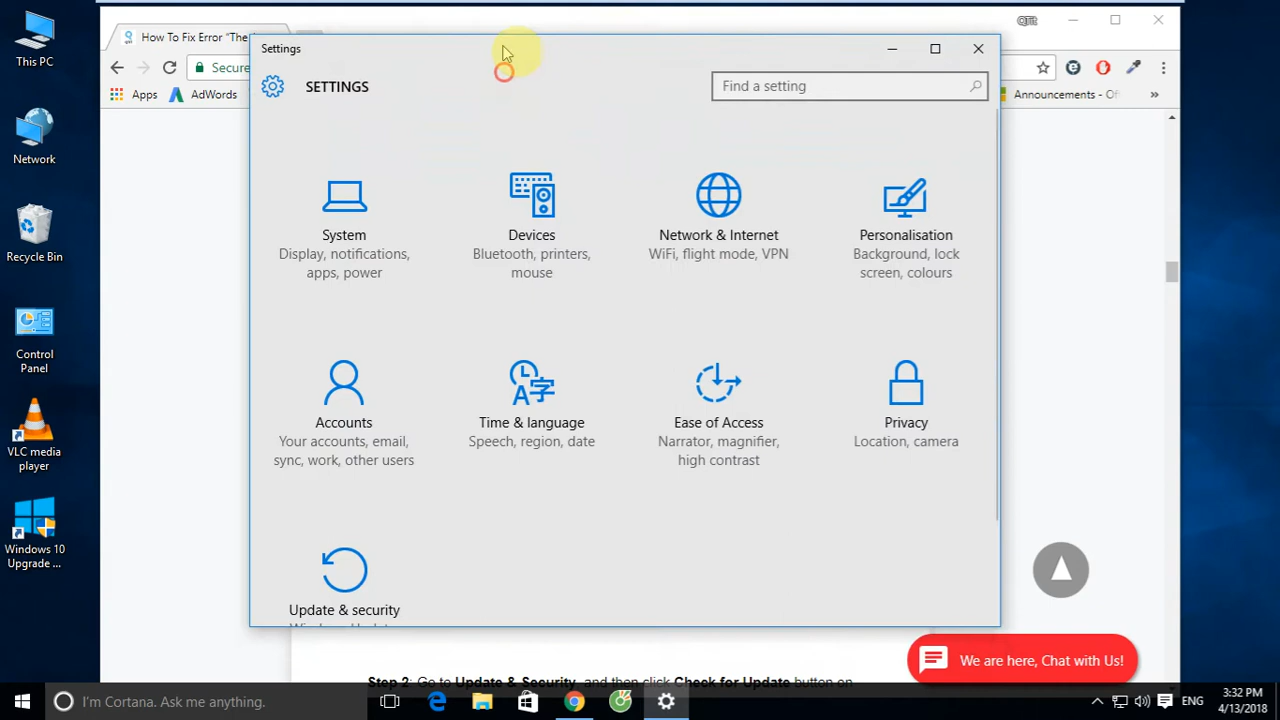 This PC
Network
Recycle Bin
Control
Panel
VLC media
player
Windows 10
Upgrade ...
How To Fix Error "The
Secure
Apps
AdWords
Announcements - Of
»
Settings
SETTINGS
Find a setting
System
Display, notifications,
apps, power
Devices
Bluetooth, printers,
mouse
Network & Internet
WiFi, flight mode, VPN
Personalisation
Background, lock
screen, colours
Accounts
Your accounts, email,
sync, work, other users
Time & language
Speech, region, date
Ease of Access
Narrator, magnifier,
high contrast
Privacy
Location, camera
Update & security
We are here, Chat with Us!
Step 2: Go to Update & Security, and then click Check for Update button on
I'm Cortana. Ask me anything.
ENG
3:32 PM
4/13/2018